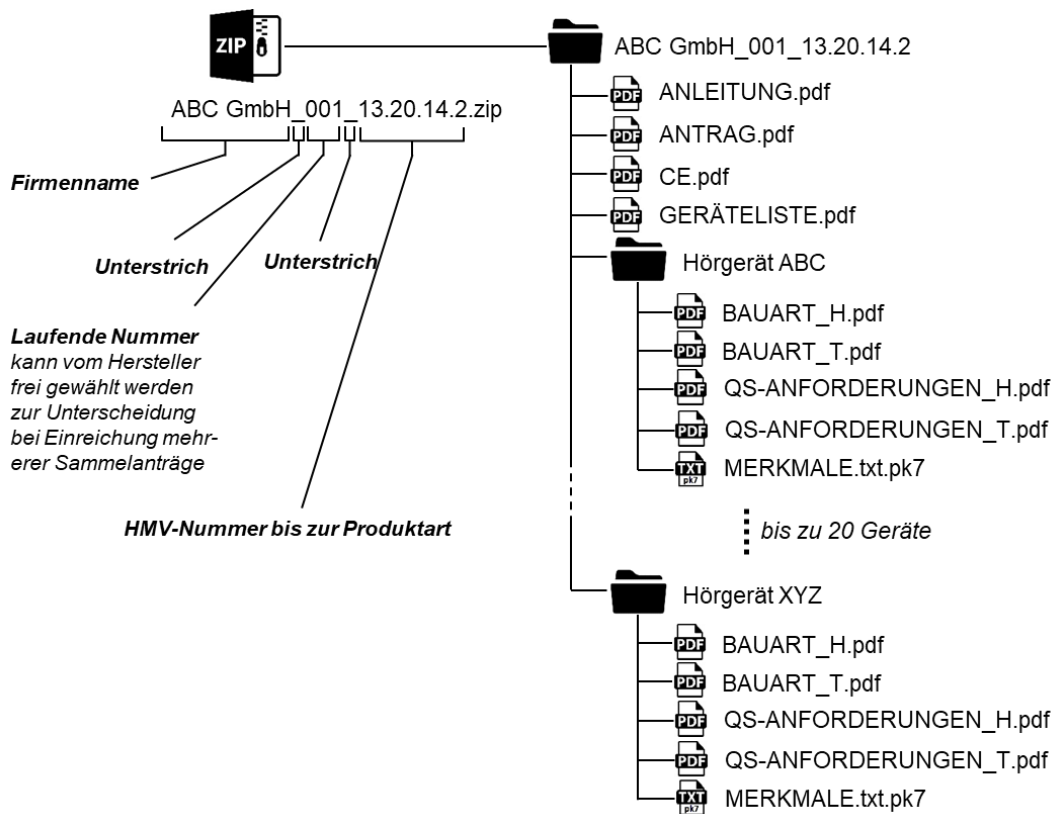 ZIP
ABC GmbH_001_13.20.14.2.zip
Firmenname
Unterstrich
Unterstrich
Laufende Nummer
kann vom Hersteller
frei gewählt werden
zur Unterscheidung
bei Einreichung mehr-
erer Sammelanträge
HMV-Nummer bis zur Produktart
ABC GmbH_001_13.20.14.2
PDF ANLEITUNG.pdf
PDF ANTRAG.pdf
PDF CE.pdf
PDF GERÄTELISTE.pdf
Hörgerät ABC
PDF BAUART_H.pdf
PDF BAUART_T.pdf
PDF QS-ANFORDERUNGEN_H.pdf
PDF QS-ANFORDERUNGEN_T.pdf
TXT pk7 MERKMALE.txt.pk7
bis zu 20 Geräte
Hörgerät XYZ
PDF BAUART_H.pdf
PDF BAUART_T.pdf
PDF QS-ANFORDERUNGEN_H.pdf
PDF QS-ANFORDERUNGEN_T.pdf
TXT pk7 MERKMALE.txt.pk7